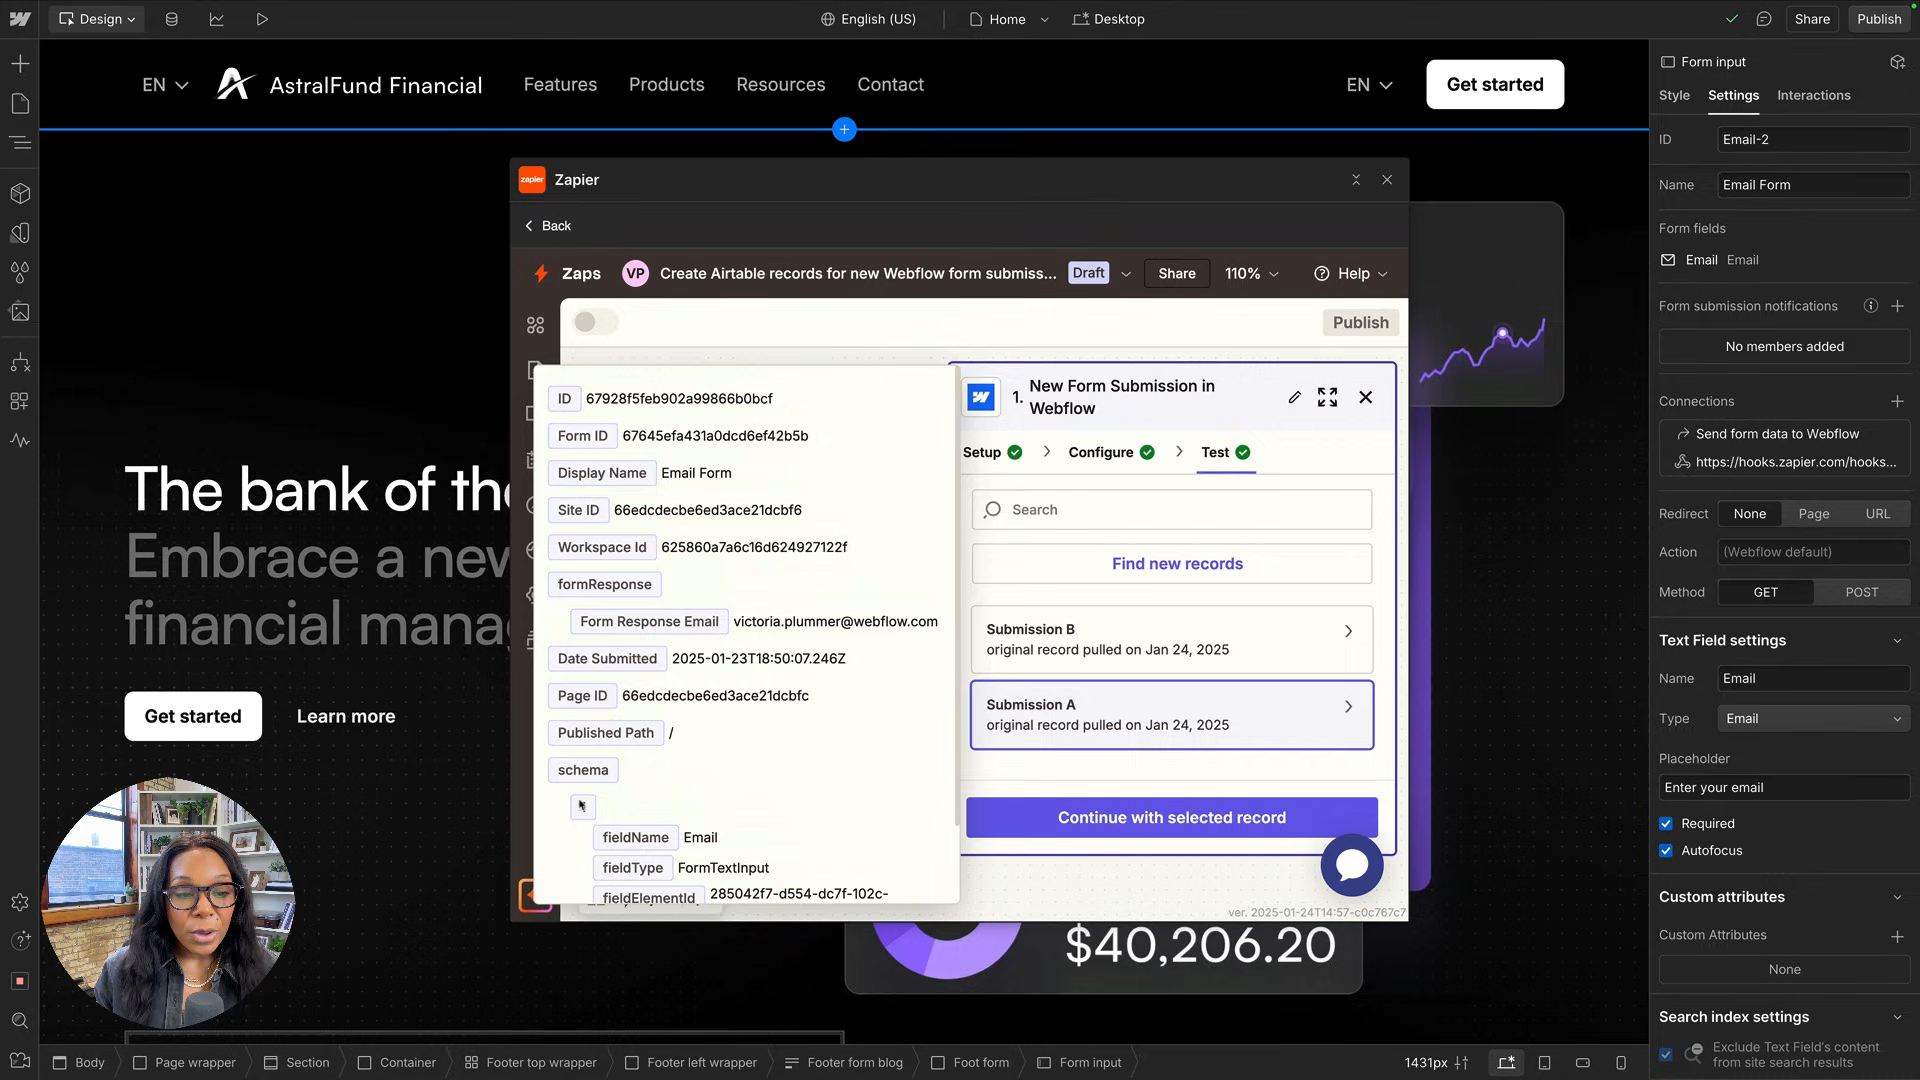 Design
English (US)
Home
Desktop
Share
Publish
EN
AstralFund Financial
Features
Products
Resources
Contact
EN
Get started
The bank of th
Embrace a new
financial manag
Get started
Learn more
zapier
Zapier
Back
Zaps
VP
Create Airtable records for new Webflow form submiss...
Draft
Share
110%
Help
Publish
ID 67928f5feb902a99866b0bcf
Form ID 67645efa431a0dcd6ef42b5b
Display Name Email Form
Site ID 66edcdecbe6ed3ace21dcbf6
Workspace Id 625860a7a6c16d624927122f
formResponse
Form Response Email victoria.plummer@webflow.com
Date Submitted 2025-01-23T18:50:07.246Z
Page ID 66edcdecbe6ed3ace21dcbfc
Published Path /
schema
fieldName Email
fieldType FormTextInput
fieldElementId 285042f7-d554-dc7f-102c-
1. New Form Submission in
Webflow
Setup
Configure
Test
Search
Find new records
Submission B
original record pulled on Jan 24, 2025
Submission A
original record pulled on Jan 24, 2025
Continue with selected record
ver. 2025-01-24T14:57-c0c767c7
$40,206.20
Form input
Style
Settings
Interactions
ID Email-2
Name Email Form
Form fields
Email Email
Form submission notifications
No members added
Connections
Send form data to Webflow
https://hooks.zapier.com/hooks...
Redirect None Page URL
Action (Webflow default)
Method GET POST
Text Field settings
Name Email
Type Email
Placeholder
Enter your email
Required
Autofocus
Custom attributes
Custom Attributes
None
Search index settings
Exclude Text Field's content
from site search results
Body
Page wrapper
Section
Container
Footer top wrapper
Footer left wrapper
Footer form blog
Foot form
Form input
1431px